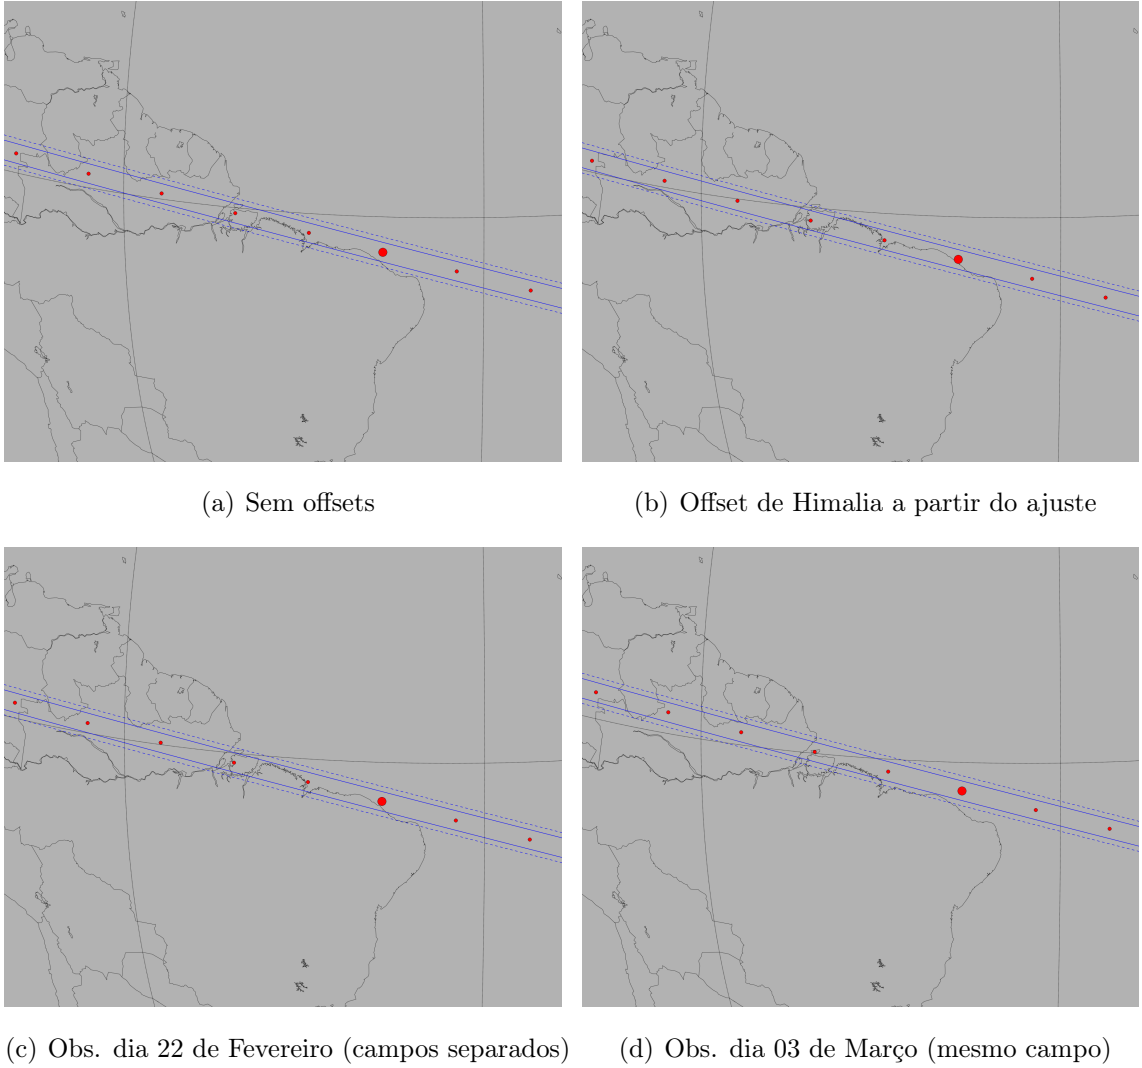 (a) Sem offsets
(b) Offset de Himalia a partir do ajuste
(c) Obs. dia 22 de Fevereiro (campos separados)
(d) Obs. dia 03 de Março (mesmo campo)